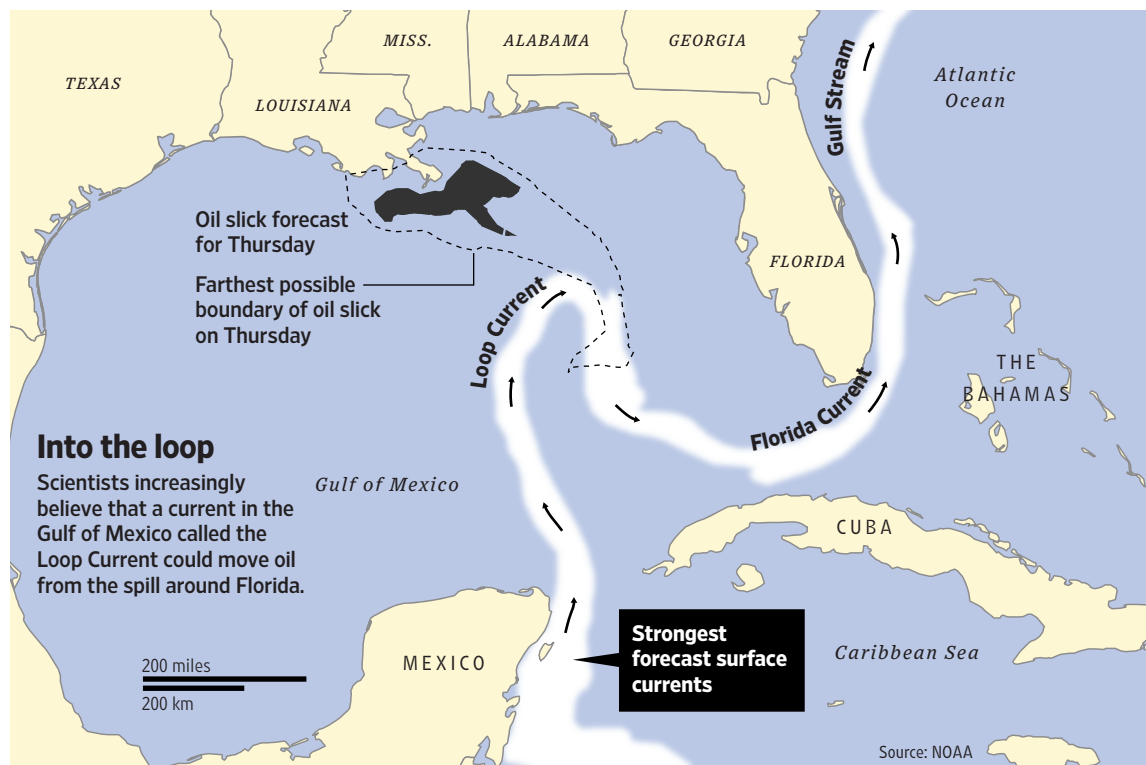 MISS.
ALABAMA
GEORGIA
TEXAS
LOUISIANA
Gulf Stream
Atlantic
Ocean
Oil slick forecast
for Thursday
FLORIDA
Farthest possible
boundary of oil slick
on Thursday
Loop Current
THE
BAHAMAS
Florida Current
Into the loop
Scientists increasingly
believe that a current in the
Gulf of Mexico called the
Loop Current could move oil
from the spill around Florida.
Gulf of Mexico
CUBA
Strongest
forecast surface
currents
Caribbean Sea
MEXICO
200 miles
200 km
Source: NOAA